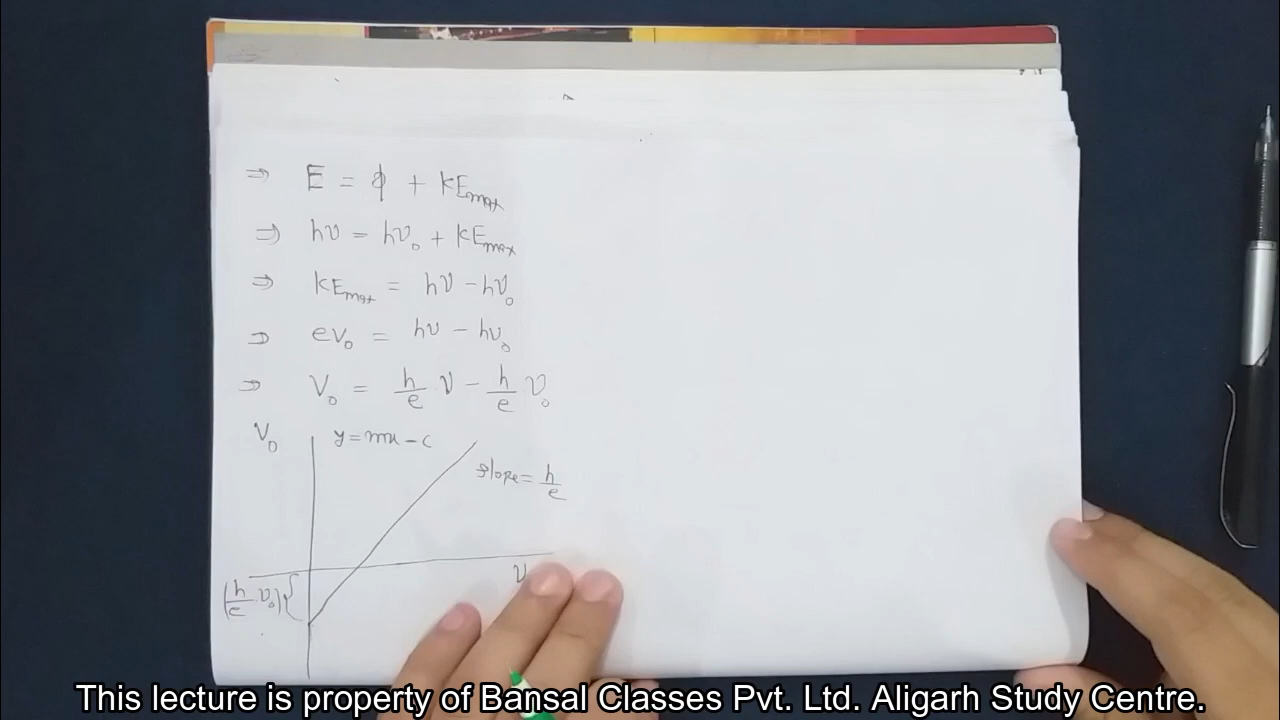 ⇒ E = ϕ + KEmax
⇒ hν = hν₀ + KEmax
⇒ KEmax = hν - hν₀
⇒ eV₀ = hν - hν₀
⇒ V₀ = h/e ν - h/e ν₀
V₀ y = mx - c
slope = h/e
ν
|h/e ν₀|
This lecture is property of Bansal Classes Pvt. Ltd. Aligarh Study Centre.